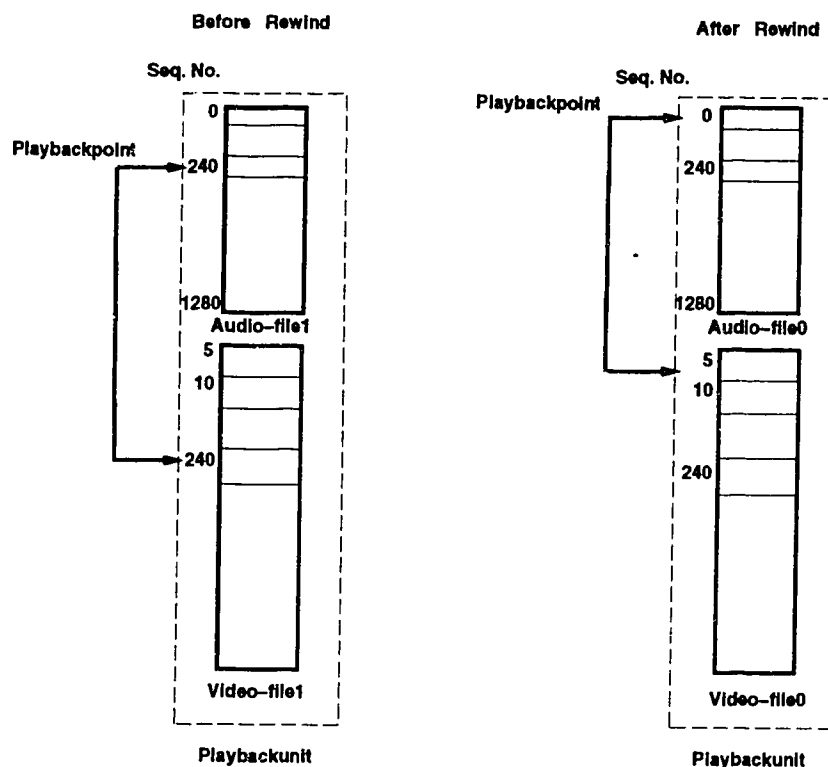 Before Rewind
Seq. No.
0
Playbackpoint
240
1280
Audio-file1
5
10
240
Video-file1
Playbackunit
After Rewind
Seq. No.
Playbackpoint
0
240
1280
Audio-file0
5
10
240
Video-file0
Playbackunit